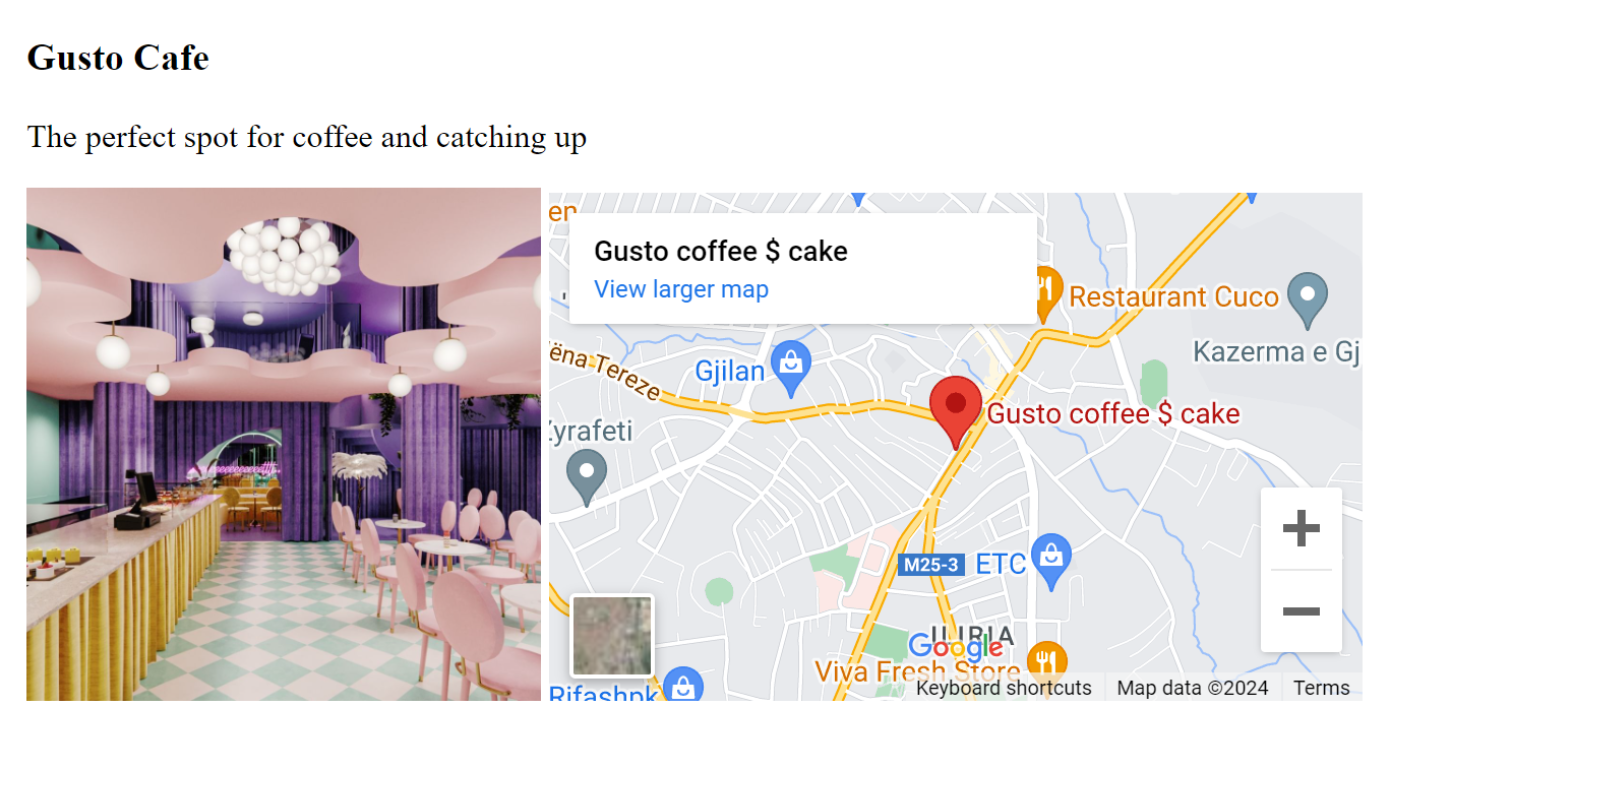 Gusto Cafe
The perfect spot for coffee and catching up
en
Gusto coffee $ cake
View larger map
Restaurant Cuco
Kazerma e Gj
ëna Tereze
Gjilan
Gusto coffee $ cake
Zyrafeti
M25-3
ETC
ILIRIA
Google
Viva Fresh Store
Rifashpk
Keyboard shortcuts
Map data ©2024
Terms